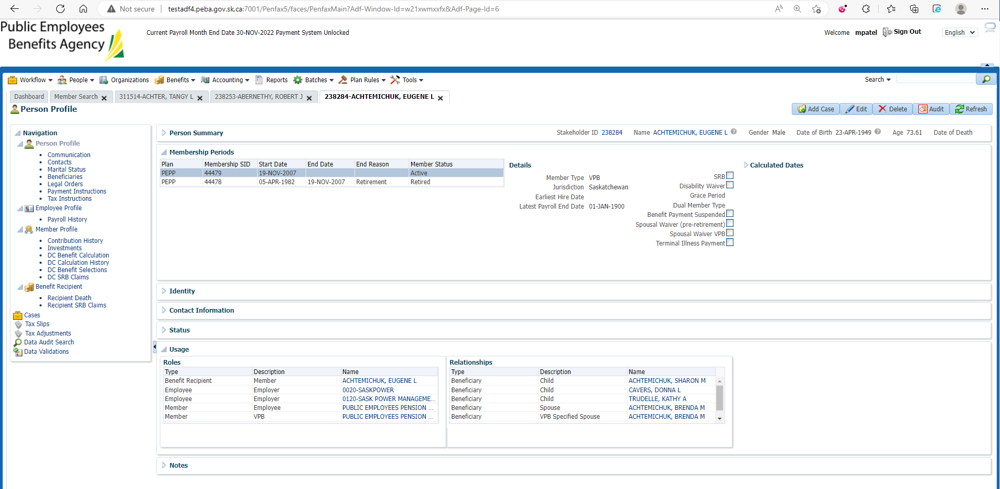 Not secure | testadf4.peba.gov.sk.ca:7001/Penfax5/faces/PenfaxMain?Adf-Window-Id=w21xwmxxfx&Adf-Page-Id=6
Public Employees
Benefits Agency
Current Payroll Month End Date 30-NOV-2022 Payment System Unlocked
Welcome mpatel Sign Out English
Workflow People Organizations Benefits Accounting Reports Batches Plan Rules Tools Search
Dashboard Member Search 311514-ACHTER, TANGY L 238253-ABERNETHY, ROBERT J 238284-ACHTEMICHUK, EUGENE L
Person Profile
Add Case Edit Delete Audit Refresh
Navigation
Person Profile
Communication
Contacts
Marital Status
Beneficiaries
Legal Orders
Payment Instructions
Tax Instructions
Employee Profile
Payroll History
Member Profile
Contribution History
Investments
DC Benefit Calculation
DC Calculation History
DC Benefit Selections
DC SRB Claims
Benefit Recipient
Recipient Death
Recipient SRB Claims
Cases
Tax Slips
Tax Adjustments
Data Audit Search
Data Validations
Person Summary Stakeholder ID 238284 Name ACHTEMICHUK, EUGENE L Gender Male Date of Birth 23-APR-1949 Age 73.61 Date of Death
Membership Periods
Plan Membership SID Start Date End Date End Reason Member Status
PEPP 44479 19-NOV-2007 Active
PEPP 44478 05-APR-1982 19-NOV-2007 Retirement Retired
Details
Member Type VPB
Jurisdiction Saskatchewan
Earliest Hire Date
Latest Payroll End Date 01-JAN-1900
SRB
Disability Waiver
Grace Period
Dual Member Type
Benefit Payment Suspended
Spousal Waiver (pre-retirement)
Spousal Waiver VPB
Terminal Illness Payment
Calculated Dates
Identity
Contact Information
Status
Usage
Roles
Type Description Name
Benefit Recipient Member ACHTEMICHUK, EUGENE L
Employee Employer 0020-SASKPOWER
Employee Employer 0120-SASK POWER MANAGEME...
Member Employee PUBLIC EMPLOYEES PENSION ...
Member VPB PUBLIC EMPLOYEES PENSION ...
Relationships
Type Description Name
Beneficiary Child ACHTEMICHUK, SHARON M
Beneficiary Child CAVERS, DONNA L
Beneficiary Child TRUDELLE, KATHY A
Beneficiary Spouse ACHTEMICHUK, BRENDA M
Beneficiary VPB Specified Spouse ACHTEMICHUK, BRENDA M
Notes